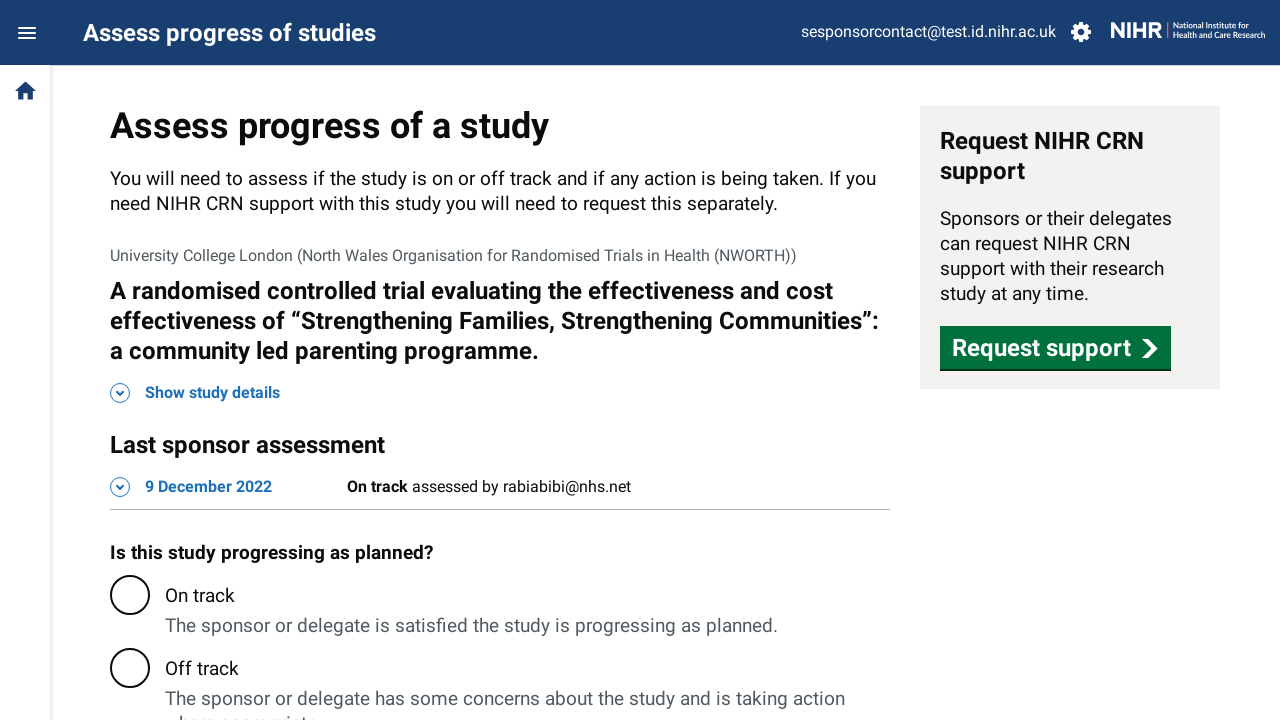 Assess progress of studies
sesponsorcontact@test.id.nihr.ac.uk
NIHR
National Institute for
Health and Care Research
Assess progress of a study
You will need to assess if the study is on or off track and if any action is being taken. If you
need NIHR CRN support with this study you will need to request this separately.
University College London (North Wales Organisation for Randomised Trials in Health (NWORTH))
A randomised controlled trial evaluating the effectiveness and cost
effectiveness of “Strengthening Families, Strengthening Communities”:
a community led parenting programme.
Show study details
Last sponsor assessment
9 December 2022 On track assessed by rabiabibi@nhs.net
Is this study progressing as planned?
On track
The sponsor or delegate is satisfied the study is progressing as planned.
Off track
The sponsor or delegate has some concerns about the study and is taking action
Request NIHR CRN
support
Sponsors or their delegates
can request NIHR CRN
support with their research
study at any time.
Request support